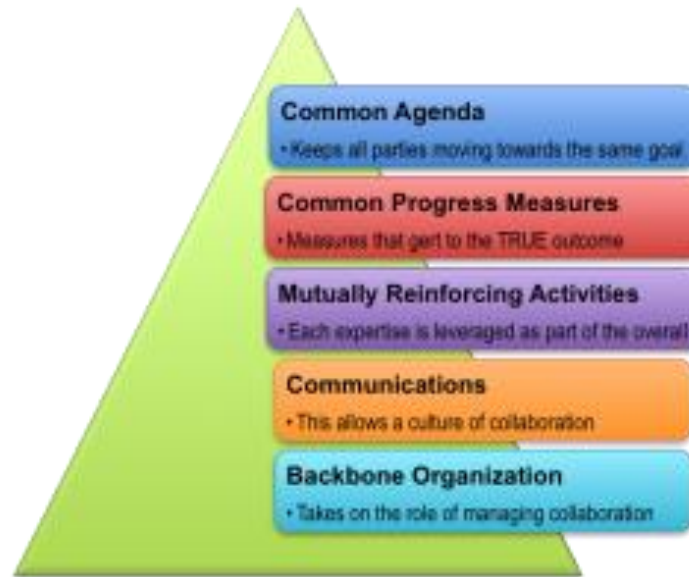 Common Agenda
• Keeps all parties moving towards the same goal
Common Progress Measures
• Measures that gert to the TRUE outcome
Mutually Reinforcing Activities
• Each expertise is leveraged as part of the overall
Communications
• This allows a culture of collaboration
Backbone Organization
• Takes on the role of managing collaboration